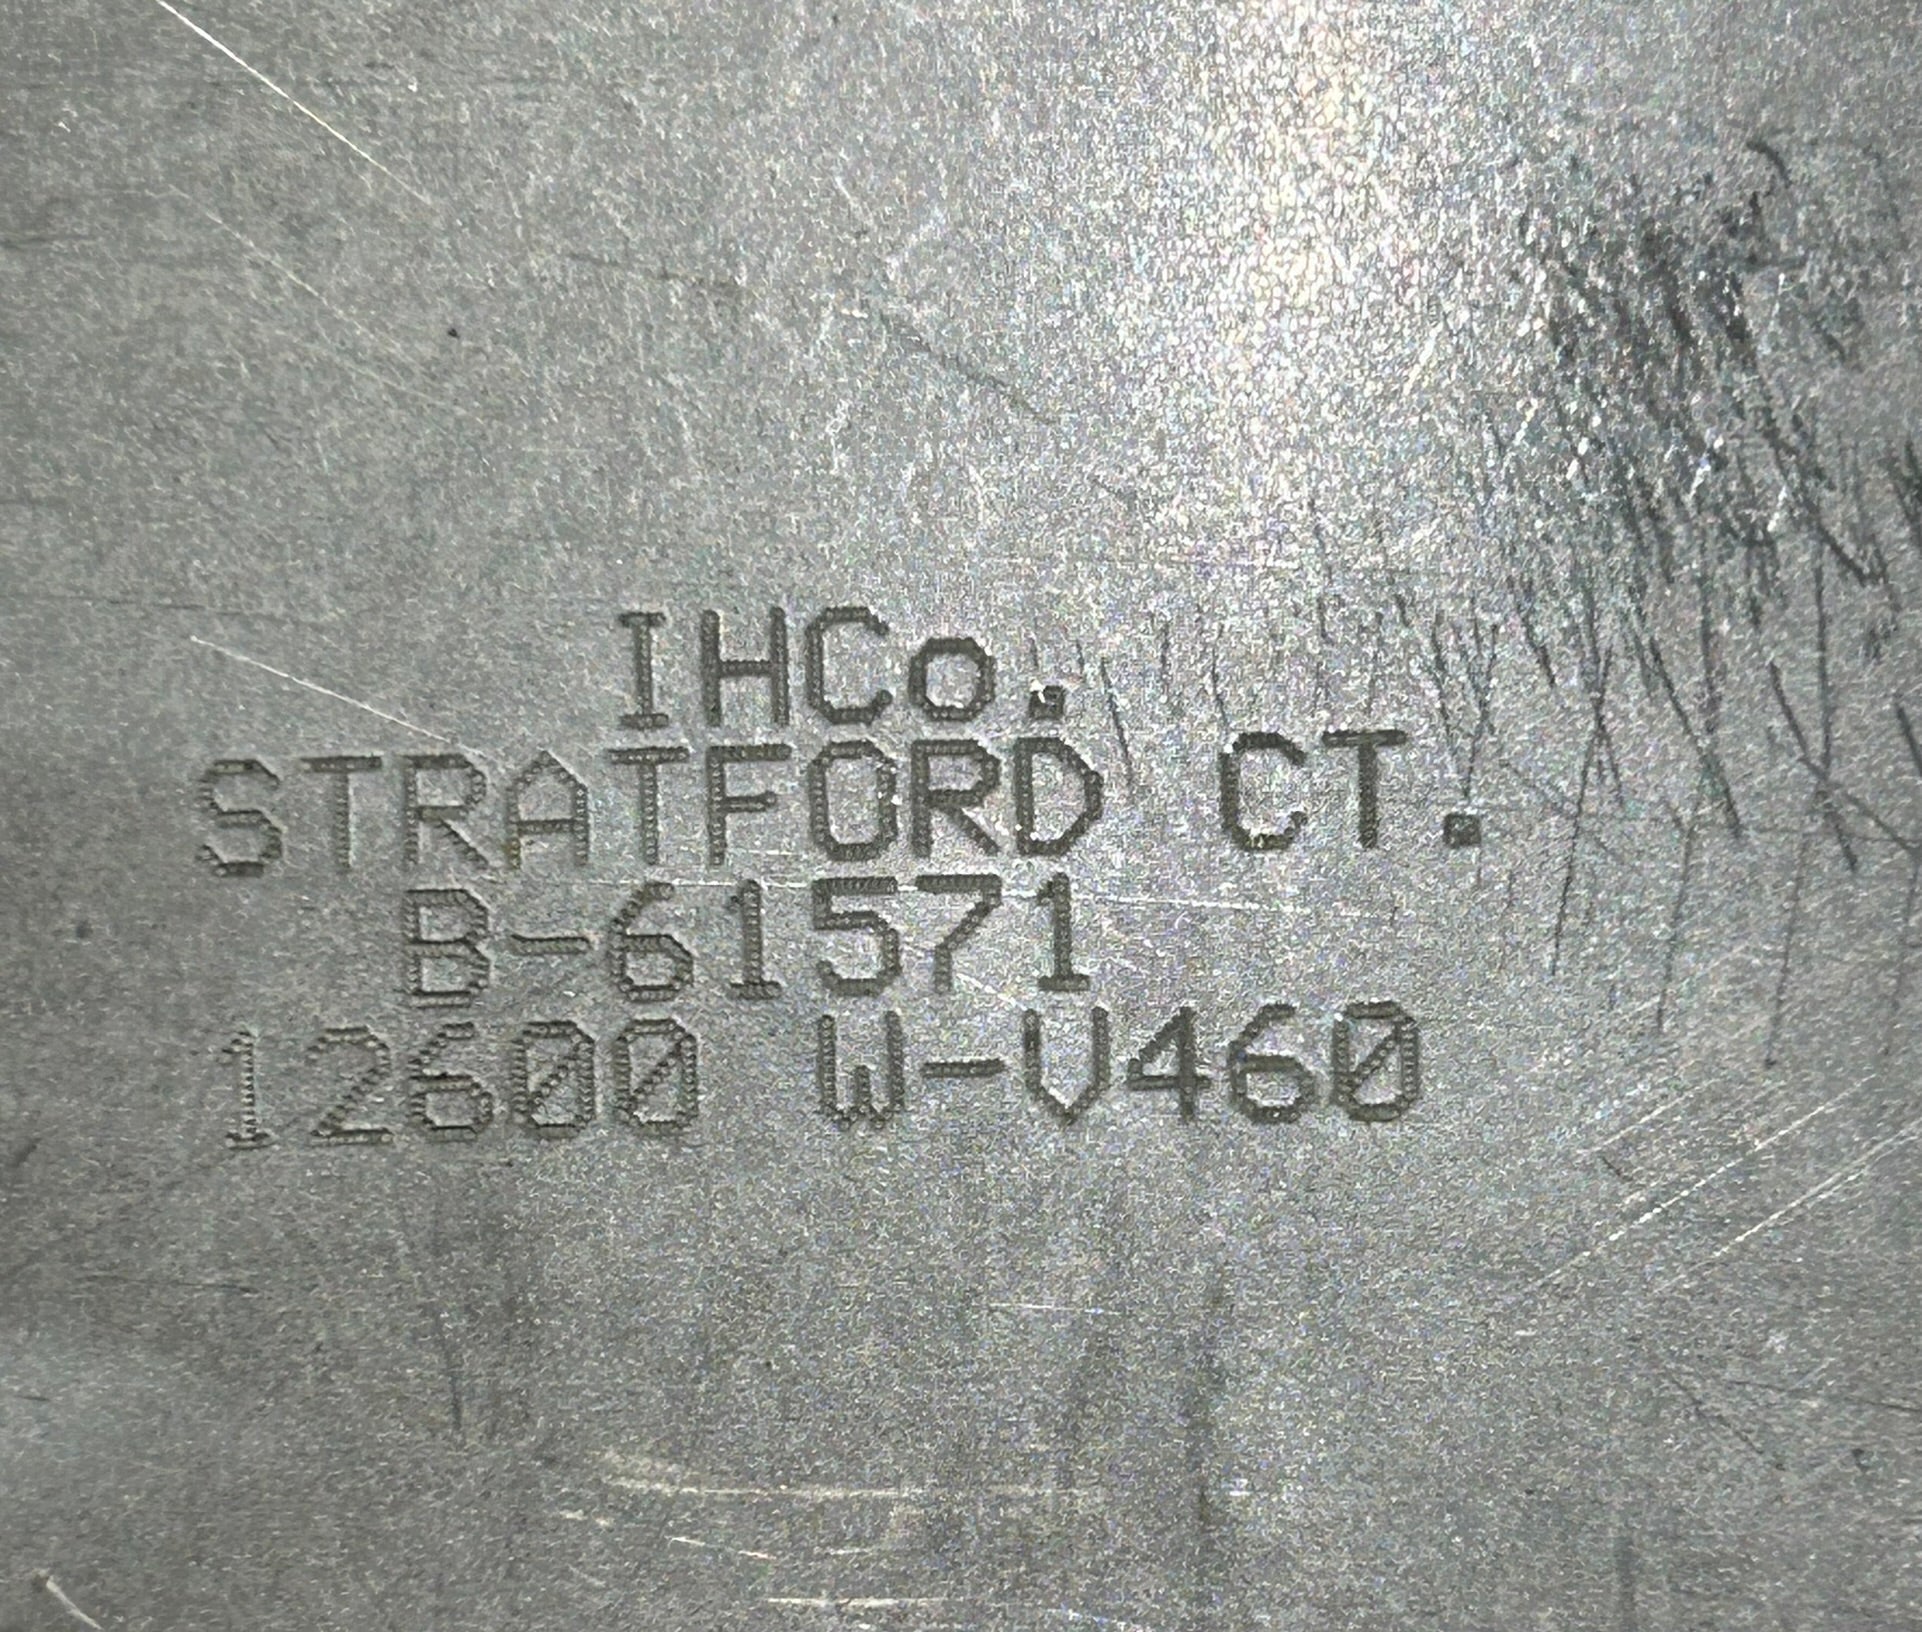 IHCo.
STRATFORD CT.
B-61571
12600 W-V460